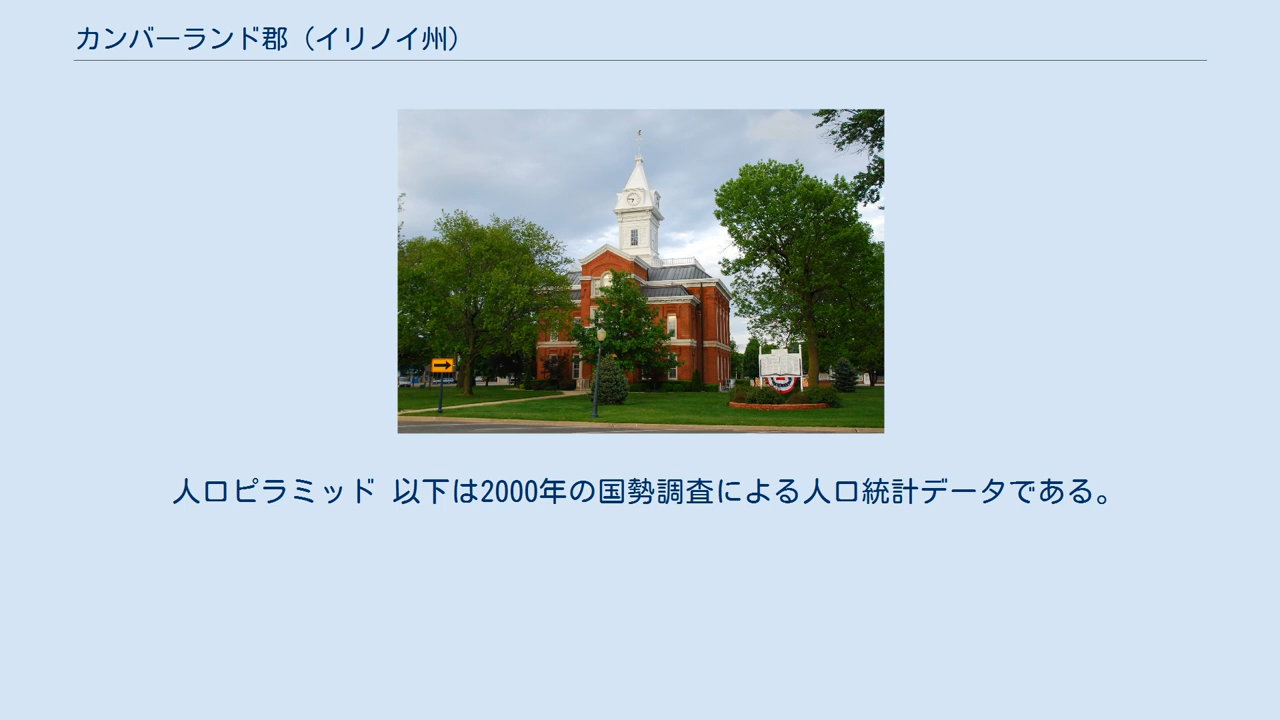 カンバーランド郡（イリノイ州）
人口ピラミッド 以下は2000年の国勢調査による人口統計データである。